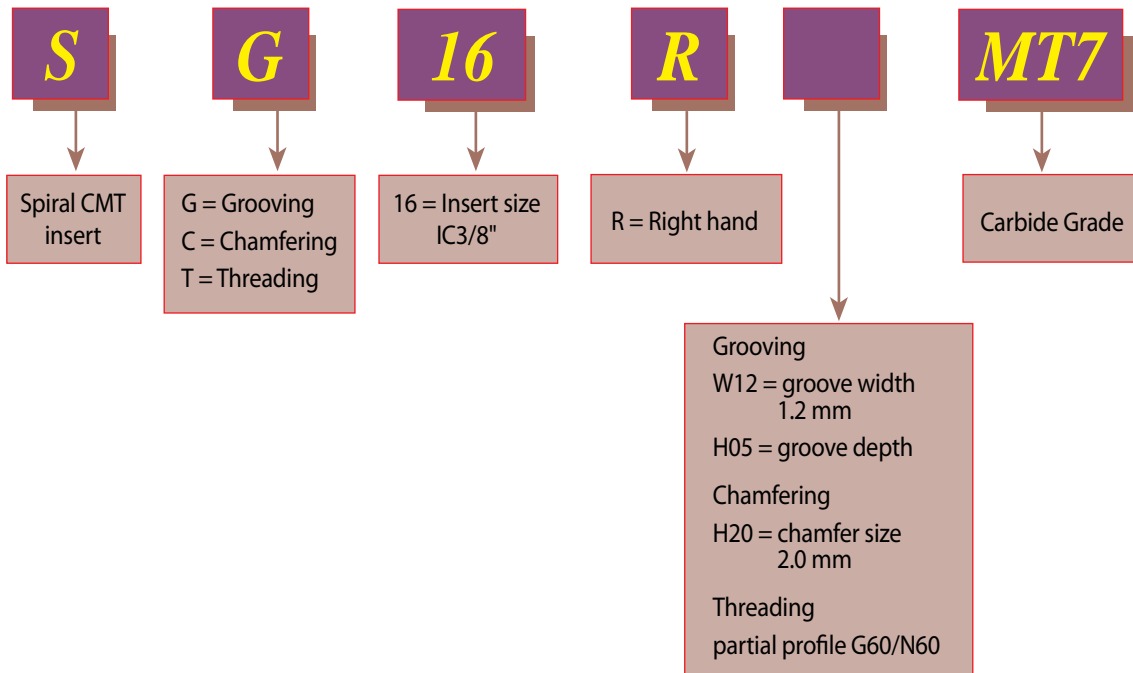 S G 16 R MT7
Spiral CMT
insert
G = Grooving
C = Chamfering
T = Threading
16 = Insert size
IC3/8"
R = Right hand
Carbide Grade
Grooving
W12 = groove width
1.2 mm
H05 = groove depth
Chamfering
H20 = chamfer size
2.0 mm
Threading
partial profile G60/N60